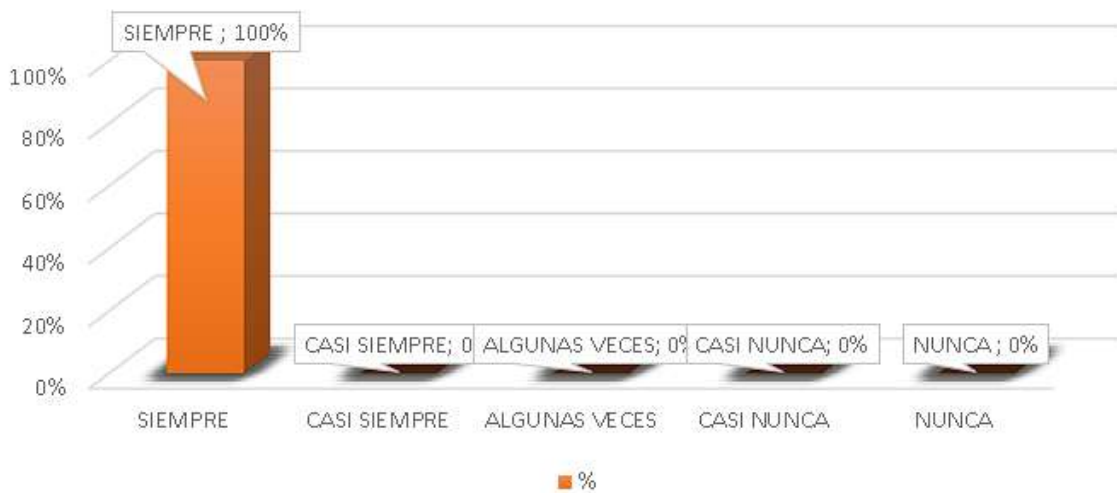 SIEMPRE ; 100%
100%
80%
60%
40%
20%
0%
CASI SIEMPRE; 0
ALGUNAS VECES; 0%
CASI NUNCA; 0%
NUNCA ; 0%
SIEMPRE
CASI SIEMPRE
ALGUNAS VECES
CASI NUNCA
NUNCA
%